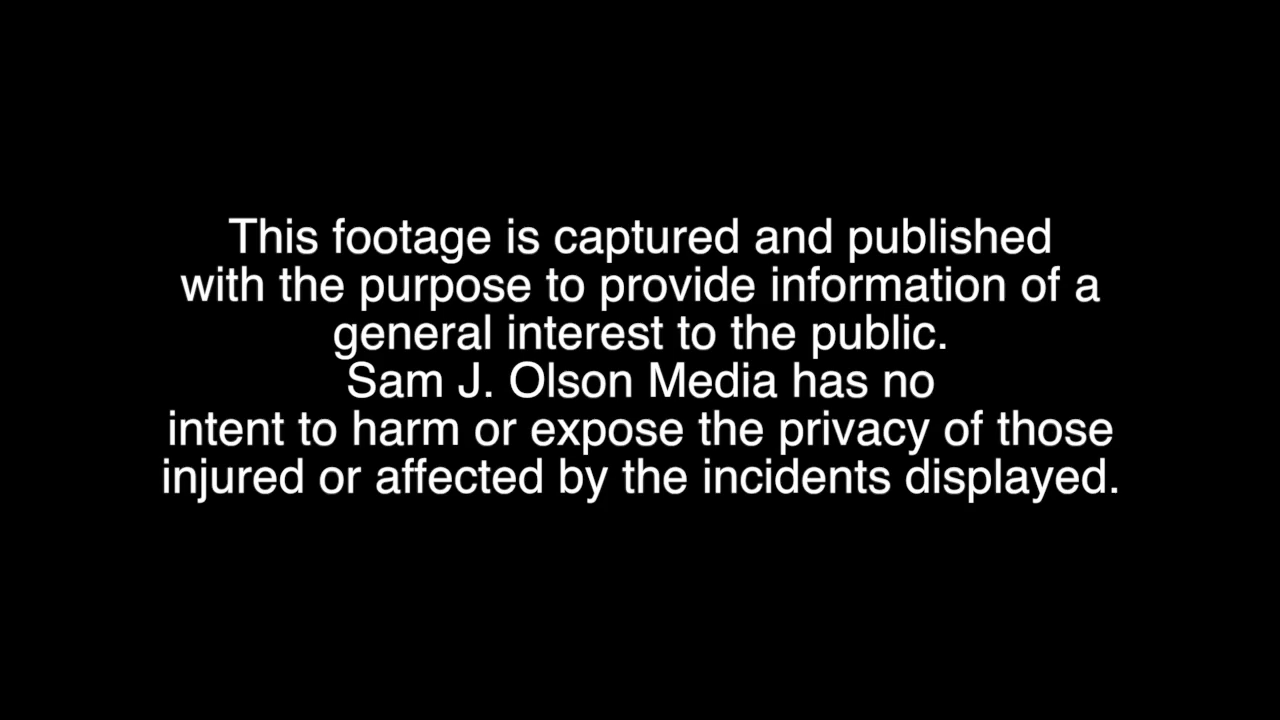 This footage is captured and published
with the purpose to provide information of a
general interest to the public.
Sam J. Olson Media has no
intent to harm or expose the privacy of those
injured or affected by the incidents displayed.